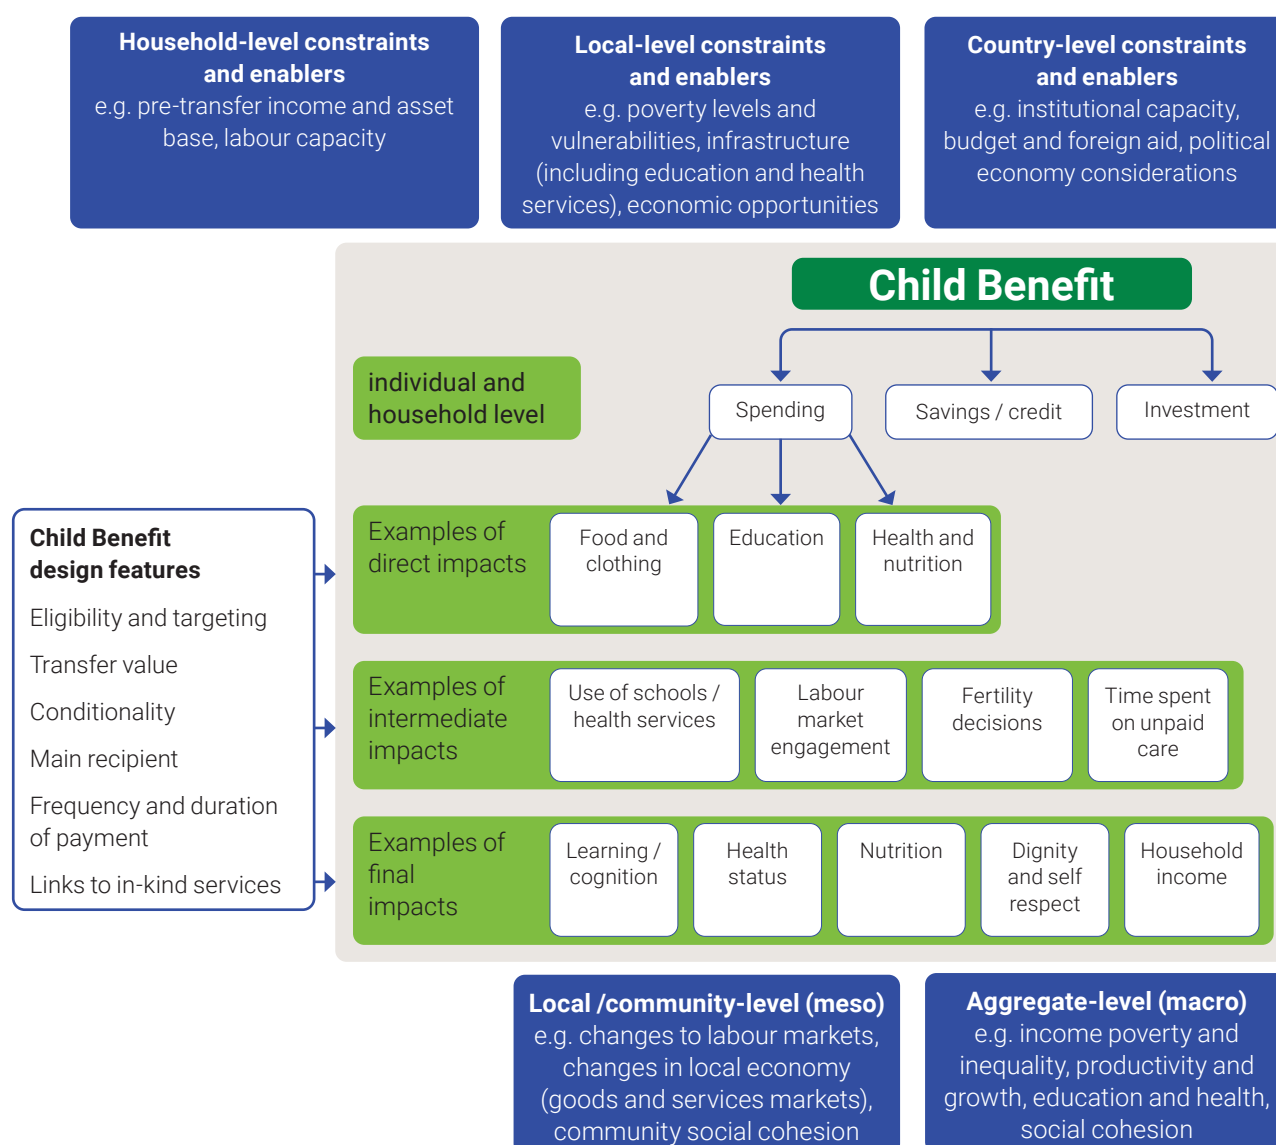 Household-level constraints
and enablers
e.g. pre-transfer income and asset
base, labour capacity
Local-level constraints
and enablers
e.g. poverty levels and
vulnerabilities, infrastructure
(including education and health
services), economic opportunities
Country-level constraints
and enablers
e.g. institutional capacity,
budget and foreign aid, political
economy considerations
Child Benefit
individual and
household level
Spending
Savings / credit
Investment
Child Benefit
design features
Eligibility and targeting
Transfer value
Conditionality
Main recipient
Frequency and duration
of payment
Links to in-kind services
Examples of
direct impacts
Food and
clothing
Education
Health and
nutrition
Examples of
intermediate
impacts
Use of schools /
health services
Labour
market
engagement
Fertility
decisions
Time spent
on unpaid
care
Examples of
final
impacts
Learning /
cognition
Health
status
Nutrition
Dignity
and self
respect
Household
income
Local /community-level (meso)
e.g. changes to labour markets,
changes in local economy
(goods and services markets),
community social cohesion
Aggregate-level (macro)
e.g. income poverty and
inequality, productivity and
growth, education and health,
social cohesion